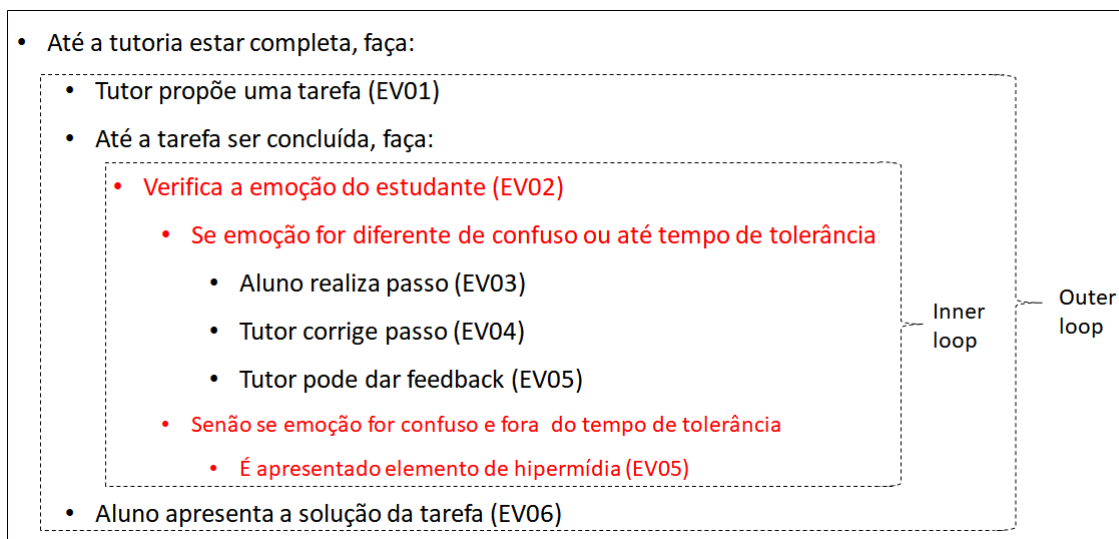 • Até a tutoria estar completa, faça:
• Tutor propõe uma tarefa (EV01)
• Até a tarefa ser concluída, faça:
• Verifica a emoção do estudante (EV02)
• Se emoção for diferente de confuso ou até tempo de tolerância
• Aluno realiza passo (EV03)
• Tutor corrige passo (EV04)
• Tutor pode dar feedback (EV05)
• Senão se emoção for confuso e fora do tempo de tolerância
• É apresentado elemento de hipermídia (EV05)
• Aluno apresenta a solução da tarefa (EV06)
Inner
loop
Outer
loop